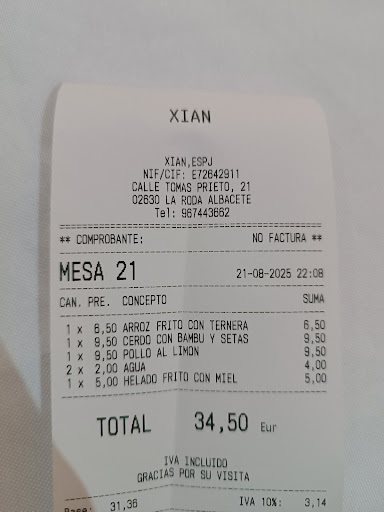 XIAN
XIAN,ESPJ
NIF/CIF: E72642911
CALLE TOMAS PRIETO, 21
02630 LA RODA ALBACETE
Tel: 967443662
** COMPROBANTE: NO FACTURA **
MESA 21 21-08-2025 22:08
CAN. PRE. CONCEPTO SUMA
1 x 6,50 ARROZ FRITO CON TERNERA 6,50
1 x 9,50 CERDO CON BAMBU Y SETAS 9,50
1 x 9,50 POLLO AL LIMON 9,50
2 x 2,00 AGUA 4,00
1 x 5,00 HELADO FRITO CON MIEL 5,00
TOTAL 34,50 Eur
IVA INCLUIDO
GRACIAS POR SU VISITA
Base: 31,36 IVA 10%: 3,14